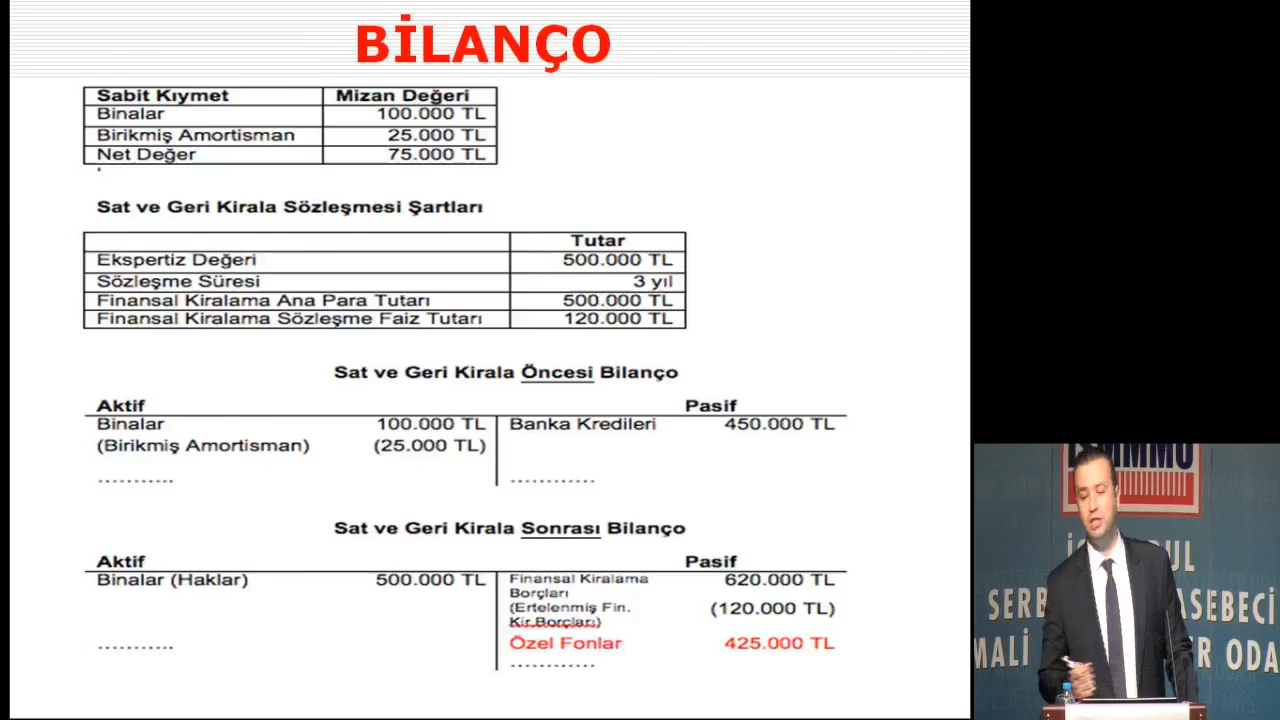 BİLANÇO
Sabit Kıymet Mizan Değeri
Binalar 100.000 TL
Birikmiş Amortisman 25.000 TL
Net Değer 75.000 TL
Sat ve Geri Kirala Sözleşmesi Şartları
Tutar
Ekspertiz Değeri 500.000 TL
Sözleşme Süresi 3 yıl
Finansal Kiralama Ana Para Tutarı 500.000 TL
Finansal Kiralama Sözleşme Faiz Tutarı 120.000 TL
Sat ve Geri Kirala Öncesi Bilanço
Aktif Pasif
Binalar 100.000 TL Banka Kredileri 450.000 TL
(Birikmiş Amortisman) (25.000 TL)
........... ............
Sat ve Geri Kirala Sonrası Bilanço
Aktif Pasif
Binalar (Haklar) 500.000 TL Finansal Kiralama 620.000 TL
Borçları
(Ertelenmiş Fin. (120.000 TL)
Kir.Borçları)
........... Özel Fonlar 425.000 TL
............
SERB ASEBECİ
MALİ ER ODA